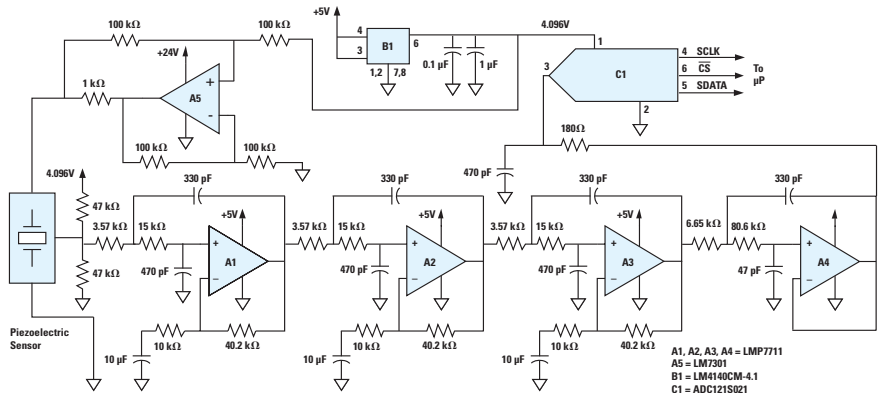 +5V
4.096V
100 kΩ
100 kΩ
+24V
4
3
B1
6
1,2
7,8
0.1 µF
1 µF
1
3
C1
2
4 SCLK
6 CS
5 SDATA
To
µP
1 kΩ
+
A5
-
180Ω
100 kΩ
100 kΩ
470 pF
4.096V
330 pF
330 pF
330 pF
330 pF
47 kΩ
3.57 kΩ
15 kΩ
+5V
3.57 kΩ
15 kΩ
+5V
3.57 kΩ
15 kΩ
+5V
6.65 kΩ
80.6 kΩ
+
A1
−
+
A2
−
+
A3
−
+
A4
−
47 kΩ
470 pF
470 pF
470 pF
47 pF
Piezoelectric
Sensor
10 µF
10 kΩ
40.2 kΩ
10 µF
10 kΩ
40.2 kΩ
10 µF
10 kΩ
40.2 kΩ
A1, A2, A3, A4 = LMP7711
A5 = LM7301
B1 = LM4140CM-4.1
C1 = ADC121S021